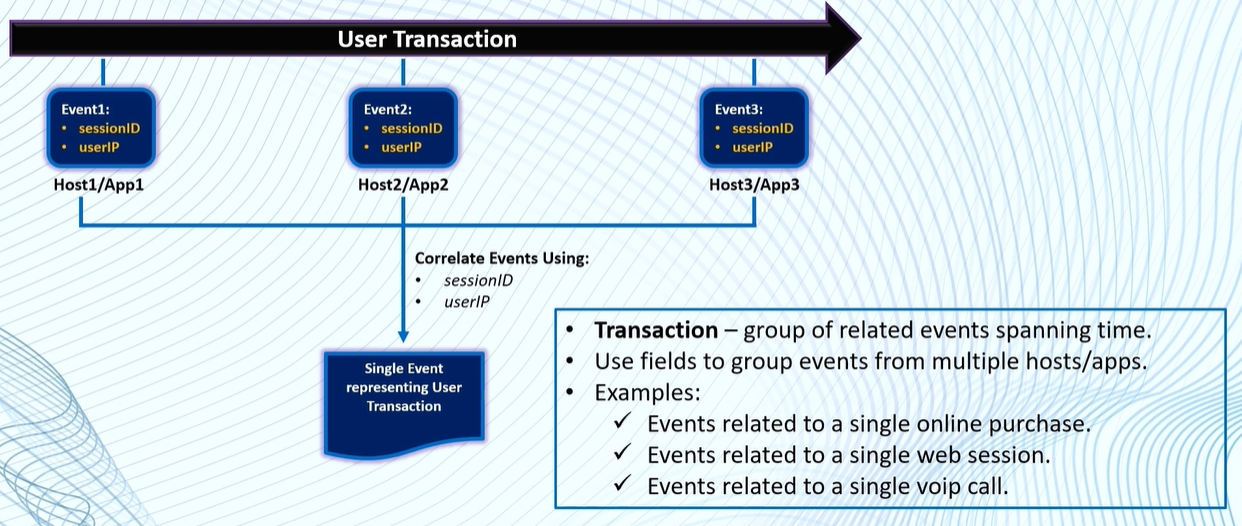 User Transaction
Event1:
• sessionID
• userIP
Event2:
• sessionID
• userIP
Event3:
• sessionID
• userIP
Host1/App1
Host2/App2
Host3/App3
Correlate Events Using:
• sessionID
• userIP
Single Event
representing User
Transaction
• Transaction – group of related events spanning time.
• Use fields to group events from multiple hosts/apps.
• Examples:
✓ Events related to a single online purchase.
✓ Events related to a single web session.
✓ Events related to a single voip call.